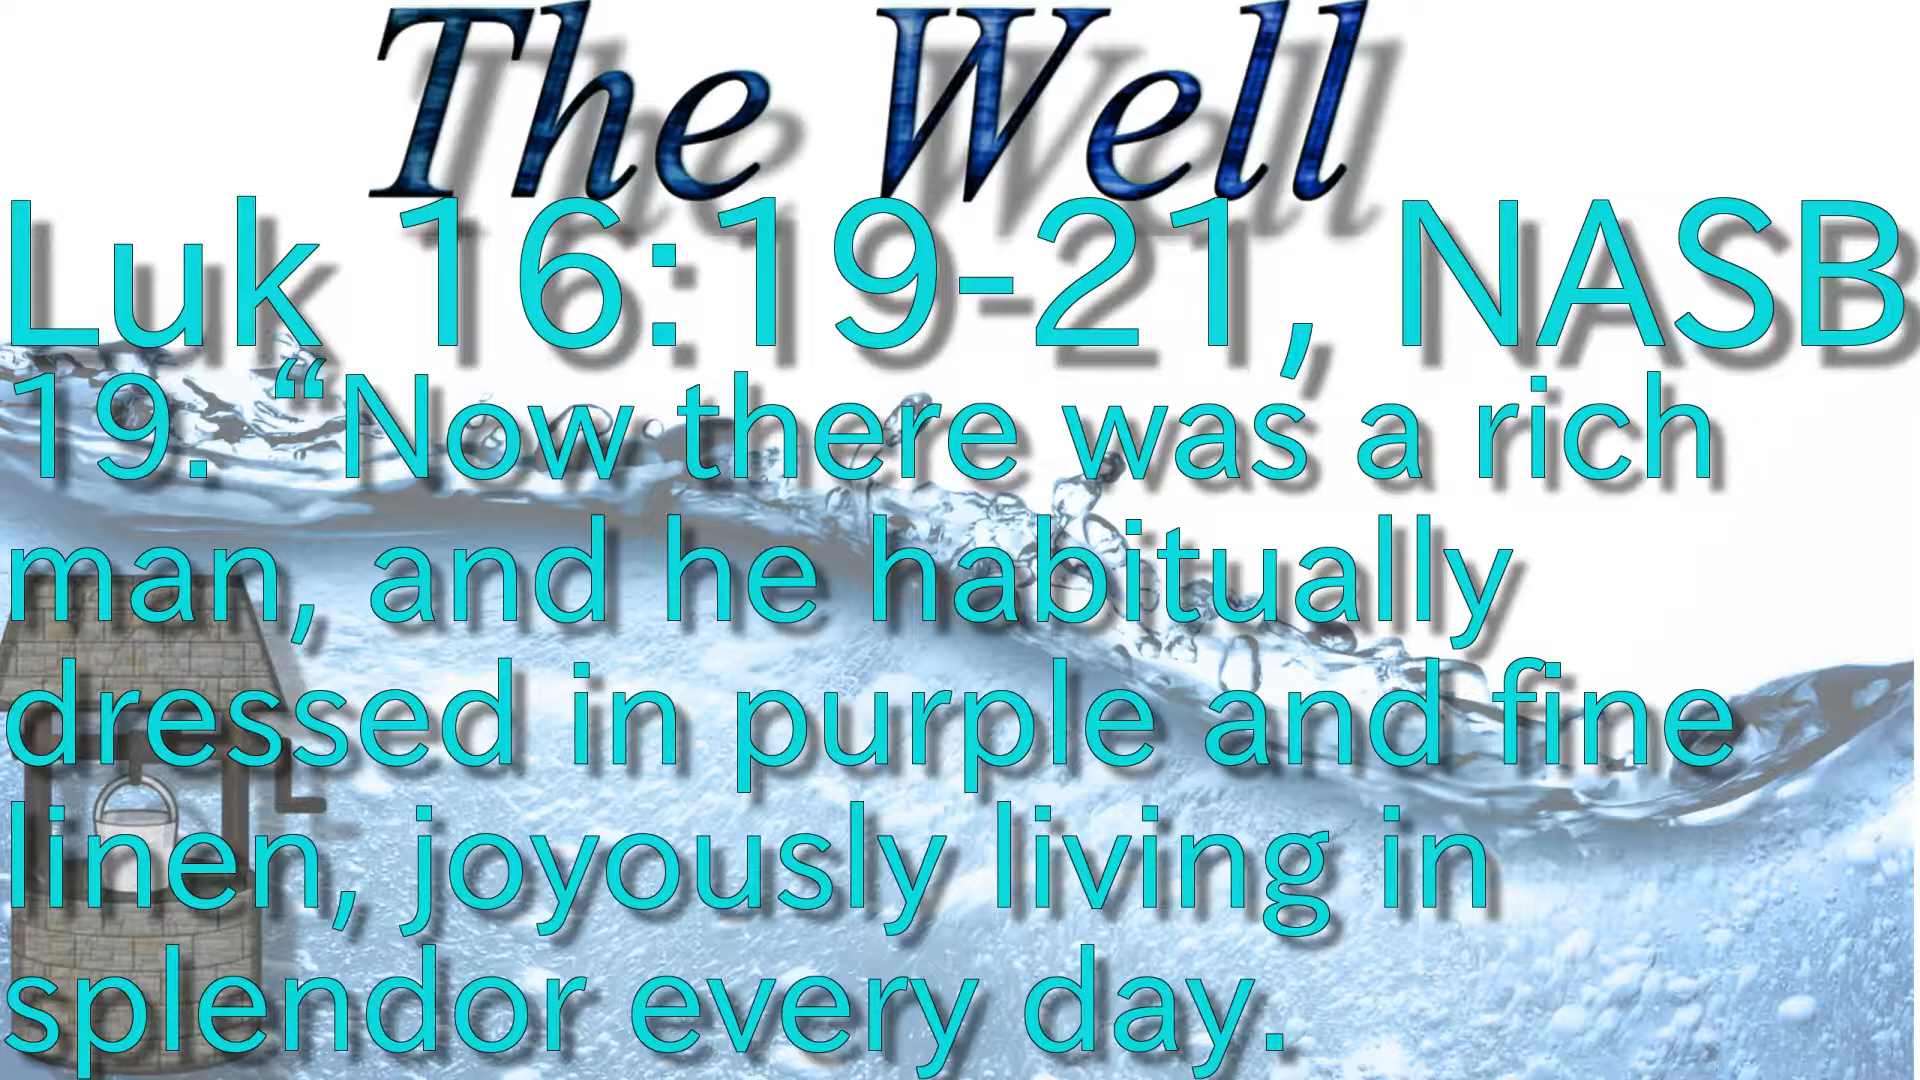 The Well
Luk 16:19-21, NASB
19. “Now there was a rich
man, and he habitually
dressed in purple and fine
linen, joyously living in
splendor every day.